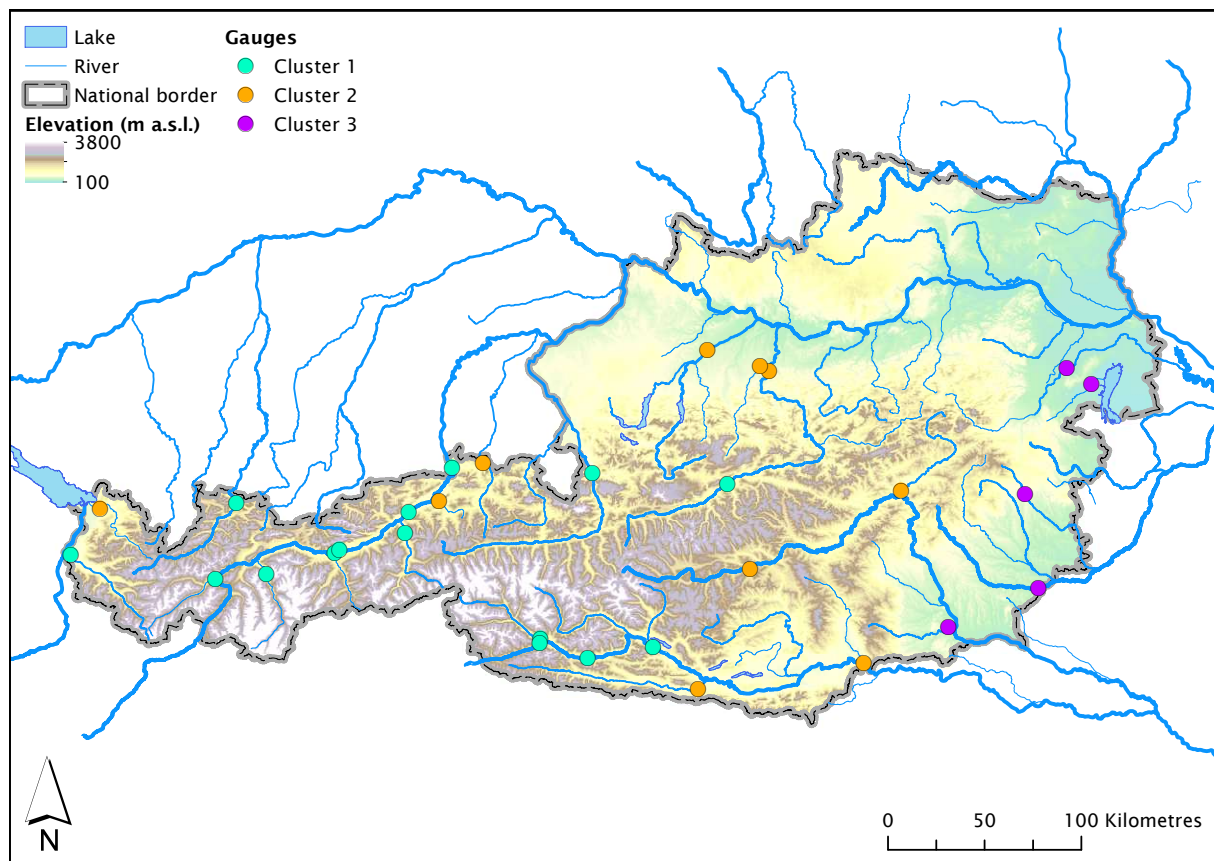 Lake
River
National border
Elevation (m a.s.l.)
3800
100
Gauges
Cluster 1
Cluster 2
Cluster 3
N
0 50 100 Kilometres